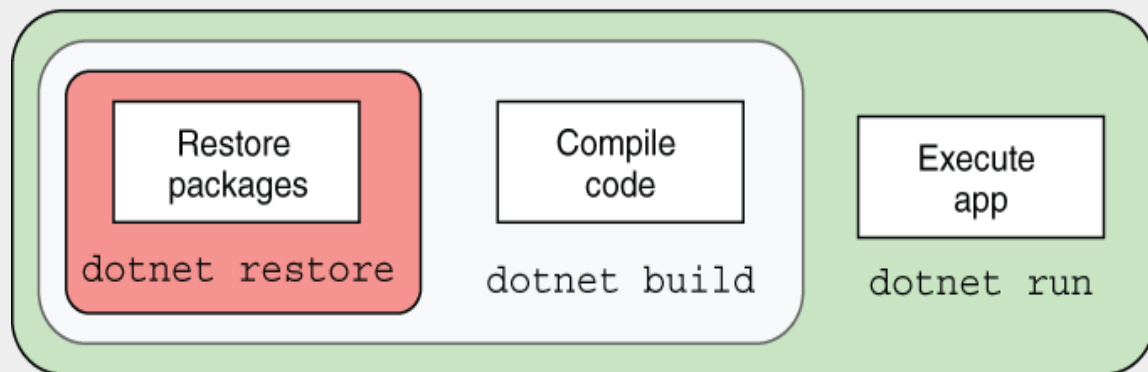 Restore
packages
dotnet restore
Compile
code
dotnet build
Execute
app
dotnet run